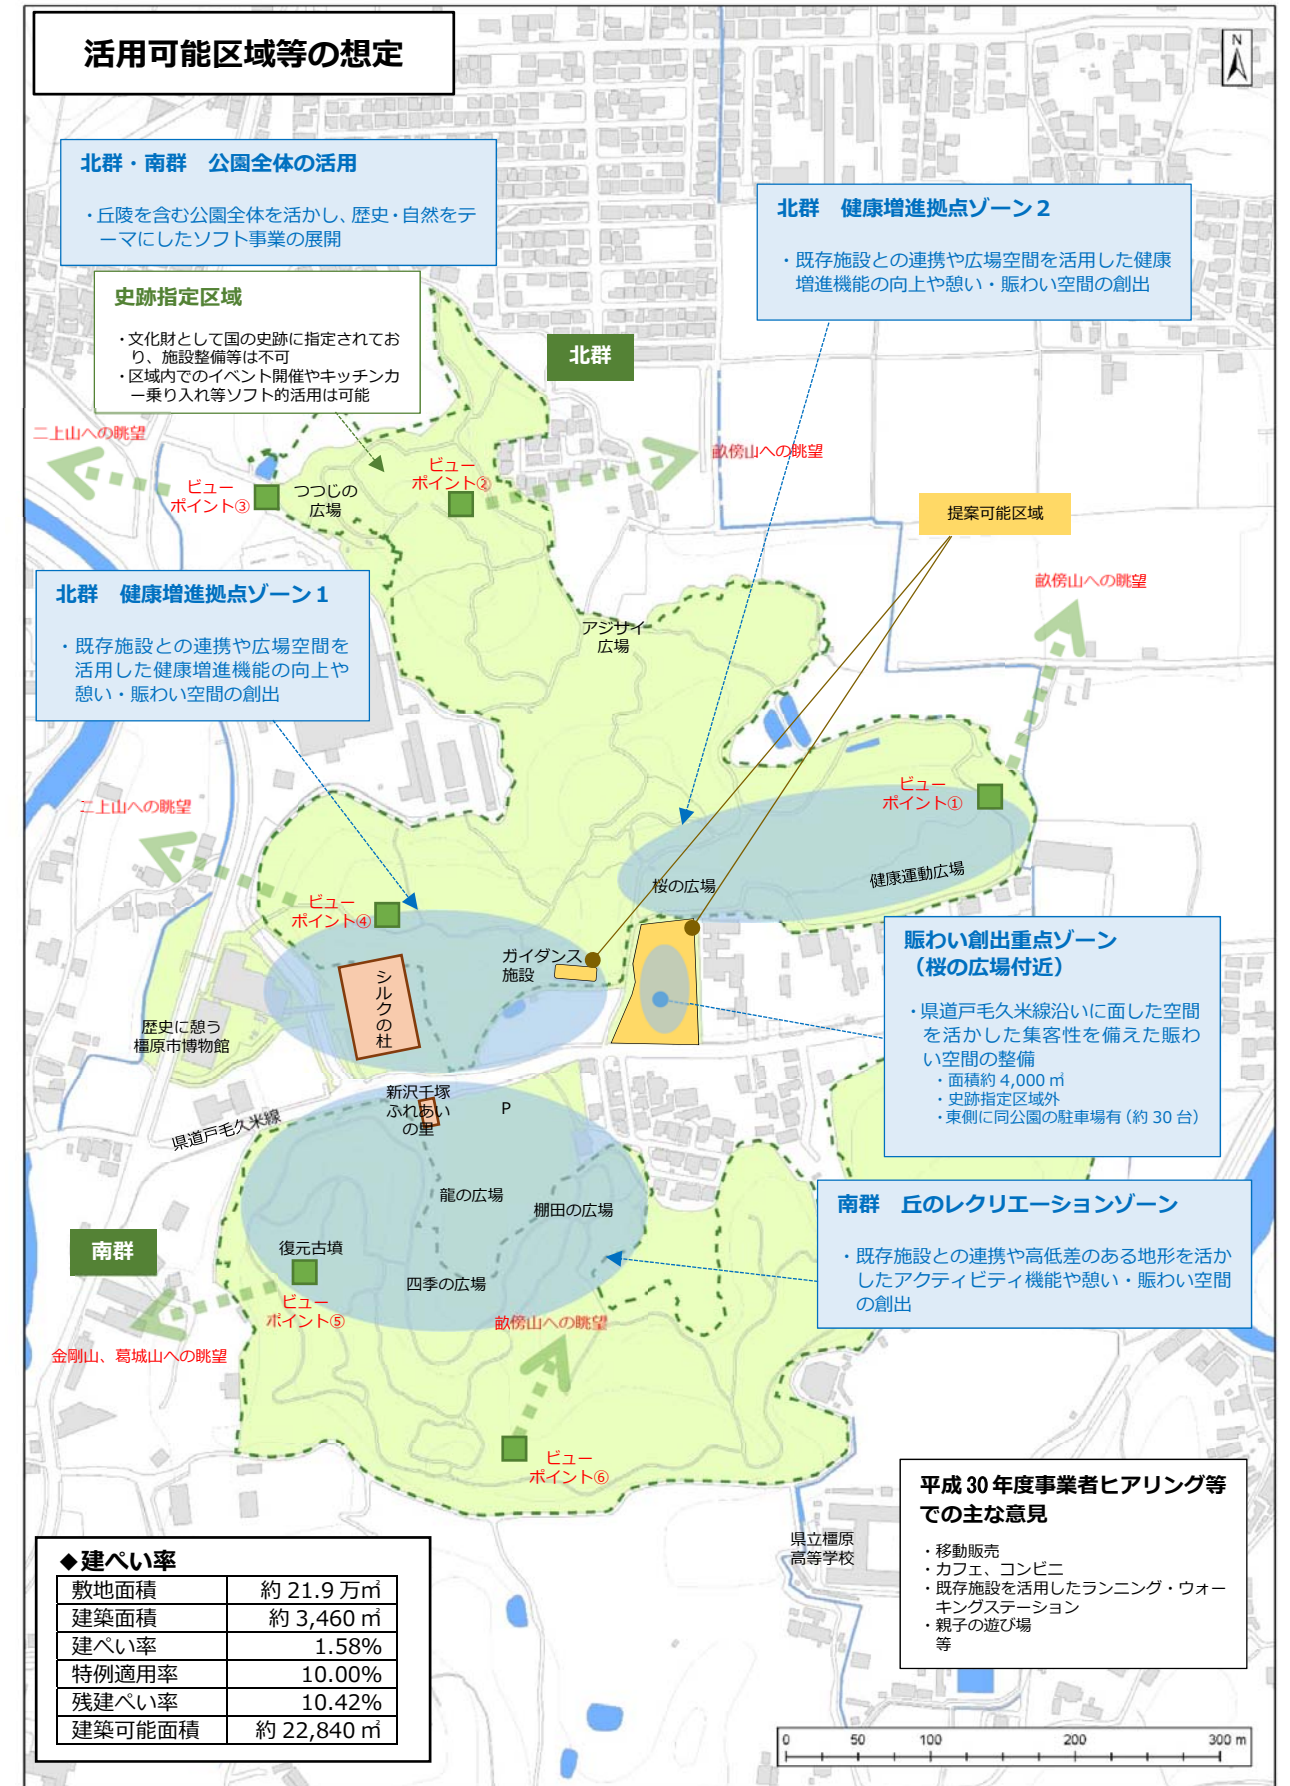 活用可能区域等の想定
N
北群・南群　公園全体の活用
・丘陵を含む公園全体を活かし、歴史・自然をテ
ーマにしたソフト事業の展開
北群　健康増進拠点ゾーン２
・既存施設との連携や広場空間を活用した健康
増進機能の向上や憩い・賑わい空間の創出
史跡指定区域
・文化財として国の史跡に指定されてお
り、施設整備等は不可
・区域内でのイベント開催やキッチンカ
ー乗り入れ等ソフト的活用は可能
北群
二上山への眺望
畝傍山への眺望
ビュー
ポイント③
つつじの
広場
ビュー
ポイント②
提案可能区域
畝傍山への眺望
北群　健康増進拠点ゾーン１
・既存施設との連携や広場空間を
活用した健康増進機能の向上や
憩い・賑わい空間の創出
アジサイ
広場
二上山への眺望
ビュー
ポイント①
桜の広場
健康運動広場
ビュー
ポイント④
ガイダンス
施設
シルクの杜
歴史に憩う
橿原市博物館
賑わい創出重点ゾーン
（桜の広場付近）
・県道戸毛久米線沿いに面した空間
を活かした集客性を備えた賑わ
い空間の整備
・面積約 4,000 ㎡
・史跡指定区域外
・東側に同公園の駐車場有（約 30 台）
新沢千塚
ふれあい
の里
P
県道戸毛久米線
龍の広場
棚田の広場
南群　丘のレクリエーションゾーン
・既存施設との連携や高低差のある地形を活か
したアクティビティ機能や憩い・賑わい空間
の創出
南群
復元古墳
四季の広場
ビュー
ポイント⑤
畝傍山への眺望
金剛山、葛城山への眺望
ビュー
ポイント⑥
県立橿原
高等学校
平成 30 年度事業者ヒアリング等
での主な意見
・移動販売
・カフェ、コンビニ
・既存施設を活用したランニング・ウォー
キングステーション
・親子の遊び場
等
◆建ぺい率
敷地面積 約 21.9 万㎡
建築面積 約 3,460 ㎡
建ぺい率 1.58%
特例適用率 10.00%
残建ぺい率 10.42%
建築可能面積 約 22,840 ㎡
0 50 100 200 300 m